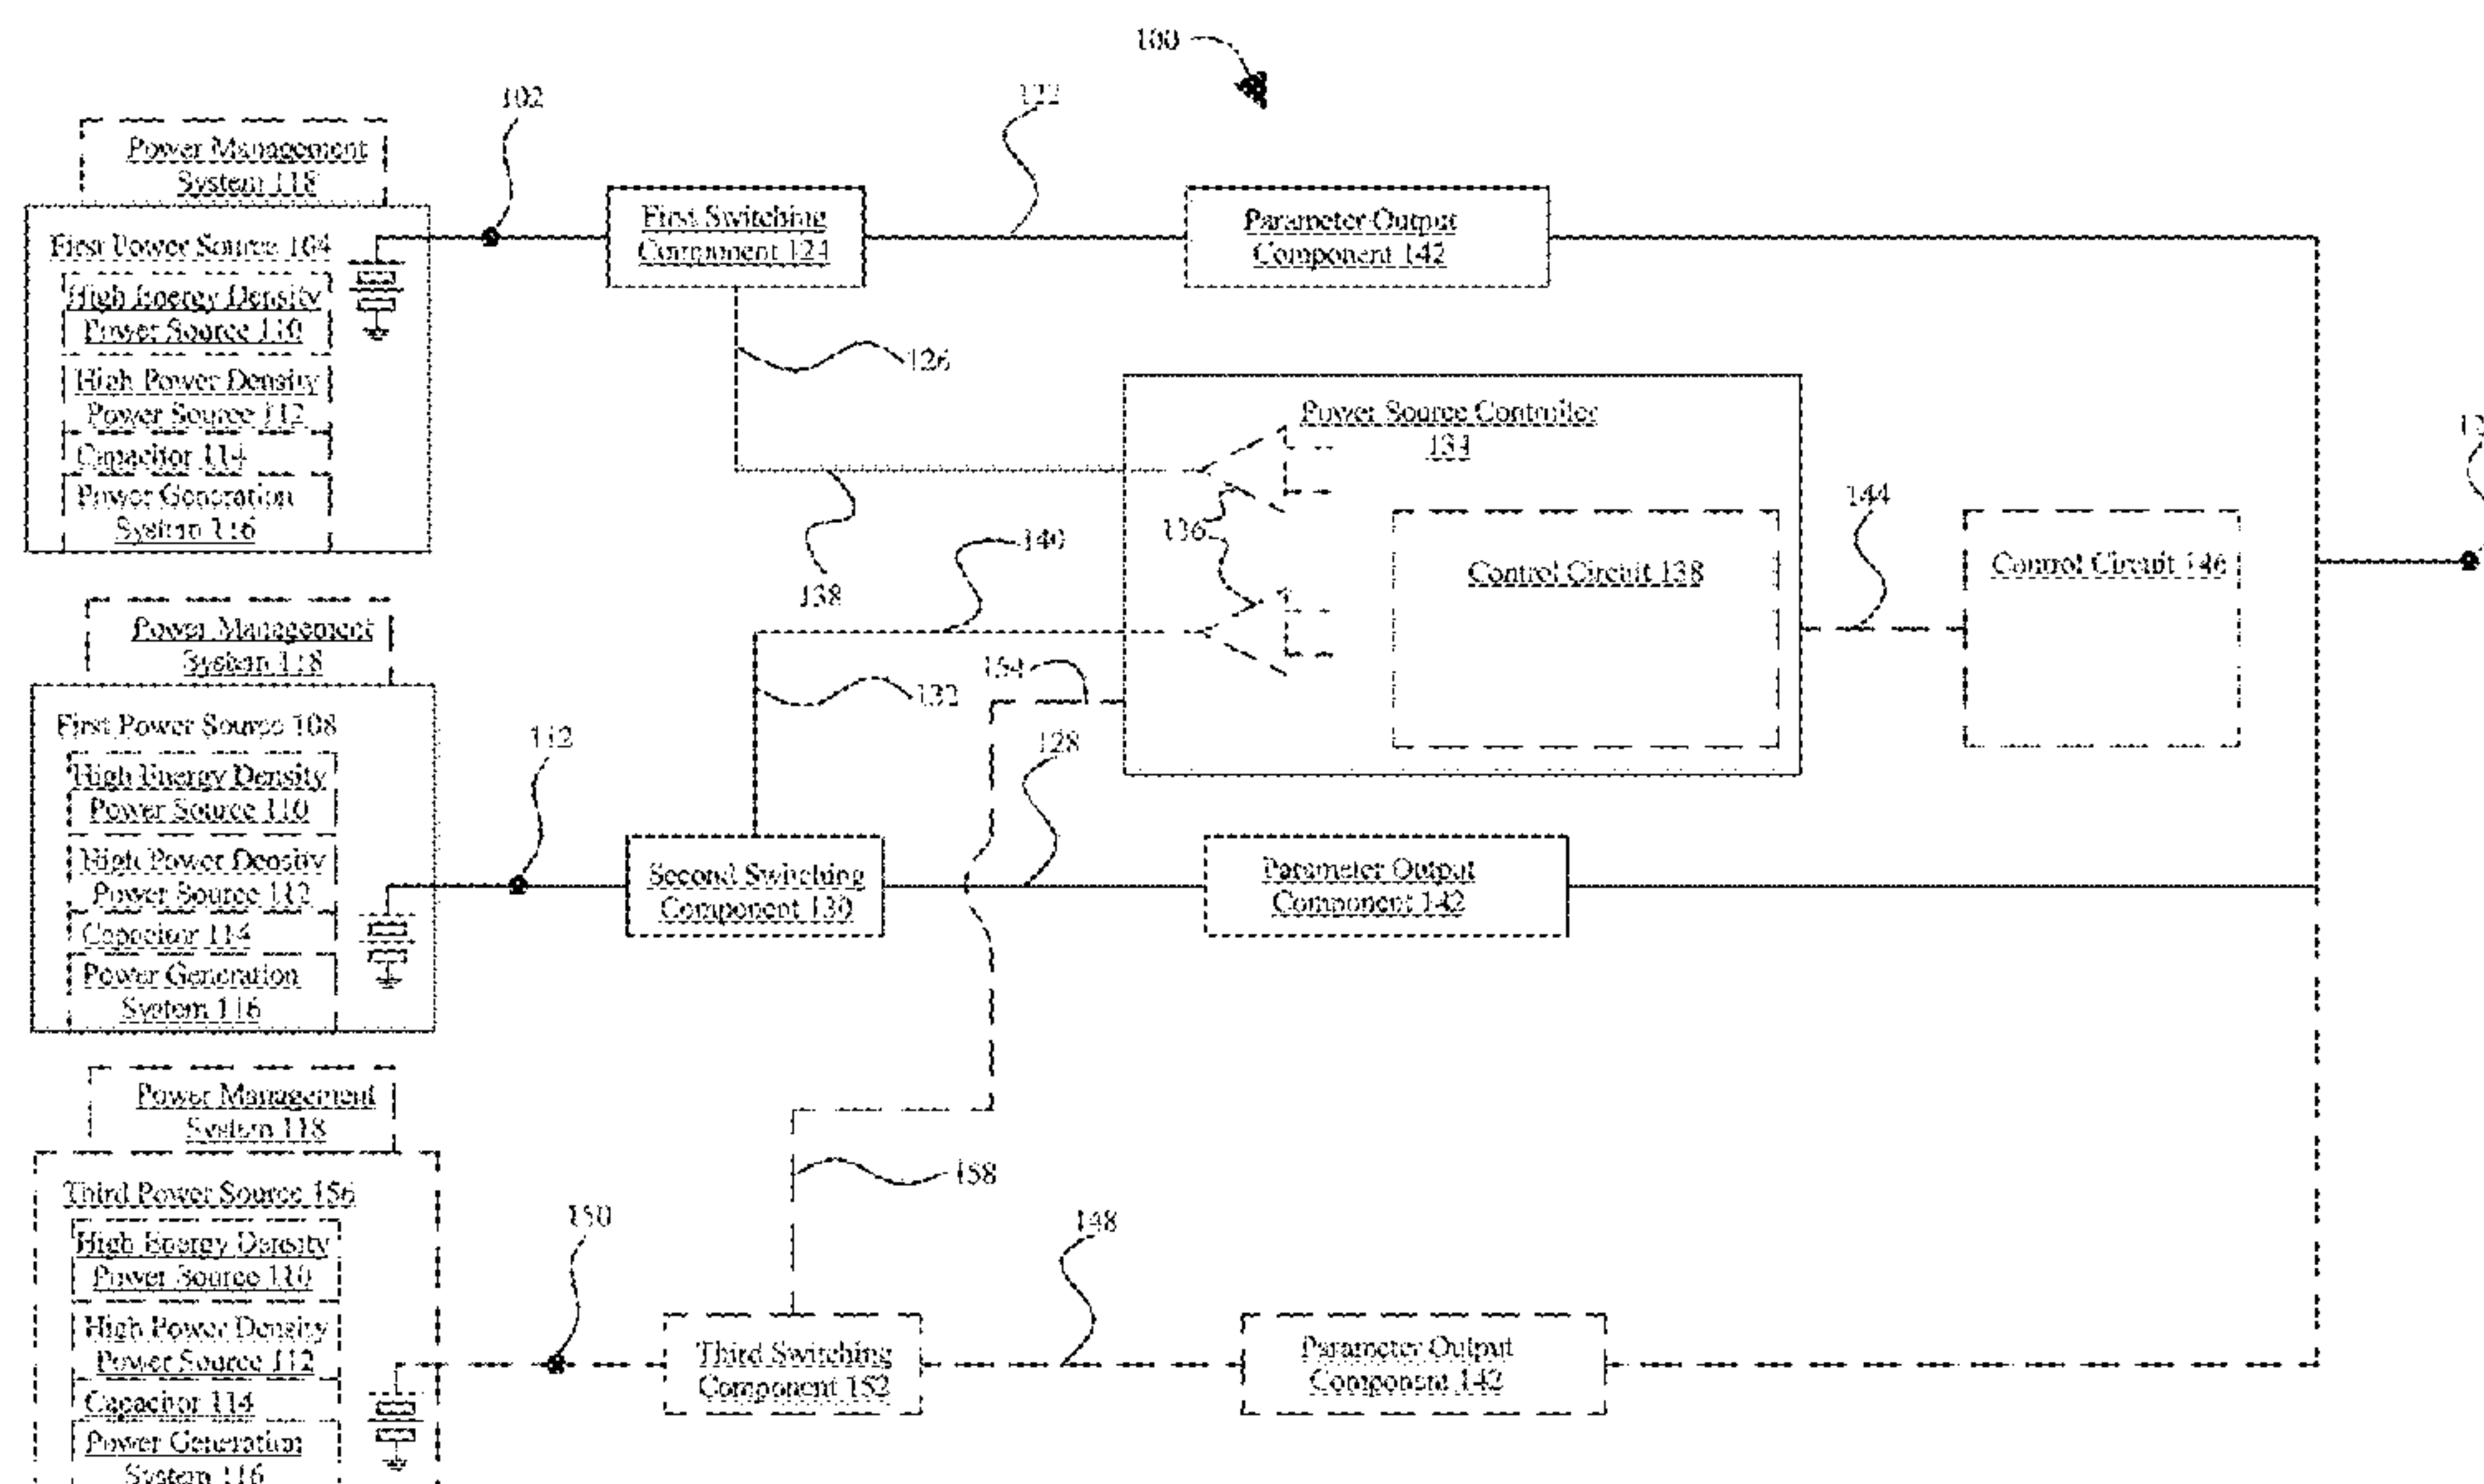 100
102
122
Power Management
System 118
First Power Source 104
High Energy Density
Power Source 110
High Power Density
Power Source 112
Capacitor 114
Power Generation
System 116
First Switching
Component 124
Parameter Output
Component 142
126
138
Power Source Controller
134
136
Control Circuit 138
144
Control Circuit 146
140
132
154
128
Power Management
System 118
First Power Source 108
High Energy Density
Power Source 110
High Power Density
Power Source 112
Capacitor 114
Power Generation
System 116
112
Second Switching
Component 130
Parameter Output
Component 142
Power Management
System 118
Third Power Source 156
High Energy Density
Power Source 110
High Power Density
Power Source 112
Capacitor 114
Power Generation
System 116
150
158
148
Third Switching
Component 152
Parameter Output
Component 142